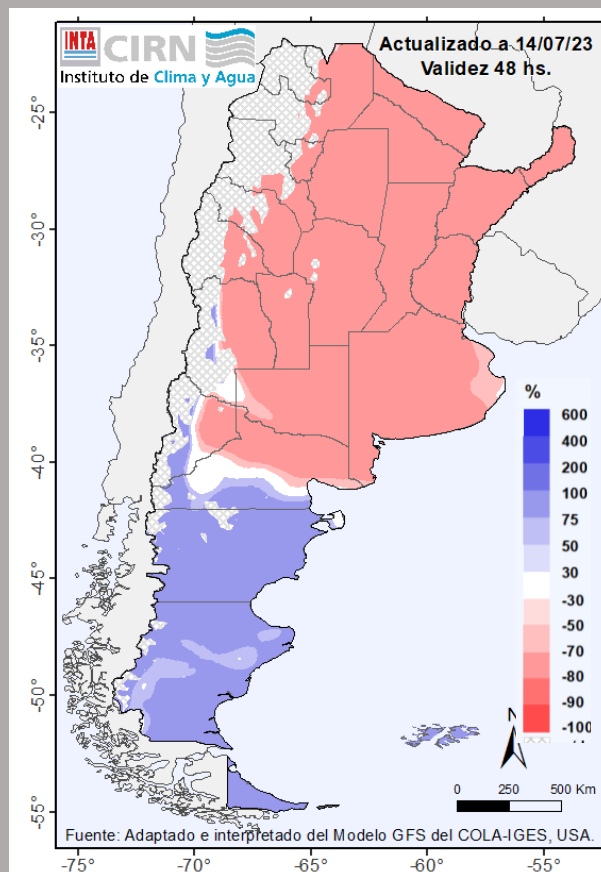 INTA CIRN
Instituto de Clima y Agua
Actualizado a 14/07/23
Validez 48 hs.
-25°
-30°
-35°
-40°
-45°
-50°
-55°
%
600
400
200
100
75
50
30
-30
-50
-70
-80
-90
-100
N
0 250 500 Km
Fuente: Adaptado e interpretado del Modelo GFS del COLA-IGES, USA.
-75° -70° -65° -60° -55°